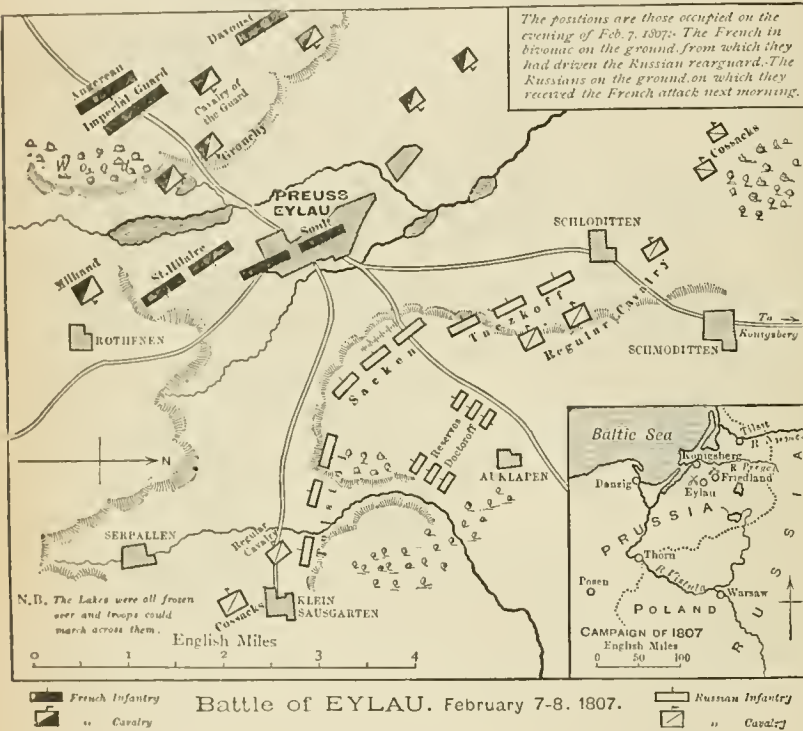 The positions are those occupied on the
evening of Feb. 7. 1807:- The French in
bivouac on the ground, from which they
had driven the Russian rearguard.-The
Russians on the ground, on which they
received the French attack next morning.
Davoust
Augereau
Imperial Guard
Cavalry of
the Guard
Grouchy
Cossacks
PREUSS
EYLAU
Soult
St. Hilaire
Milhaud
ROTHENEN
SCHLODITTEN
Tuczkoff
Regular Cavalry
SCHMODITTEN
To
Konigsberg
Sacken
Reserves
Doctoroff
AUKLAPEN
N
SERPALLEN
Regular
Cavalry
Cossacks
KLEIN
SAUSGARTEN
N.B. The Lakes were all frozen
over and troops could
march across them.
English Miles
0 1 2 3 4
Baltic Sea
Tilsit
Konigsberg
R Pregel
Danzig
Friedland
Eylau
PRUSSIA
Thorn
Posen
R Vistula
Warsaw
POLAND
RUSSIA
CAMPAIGN OF 1807
English Miles
0 50 100
French Infantry
" Cavalry
Battle of EYLAU. February 7-8. 1807.
Russian Infantry
" Cavalry